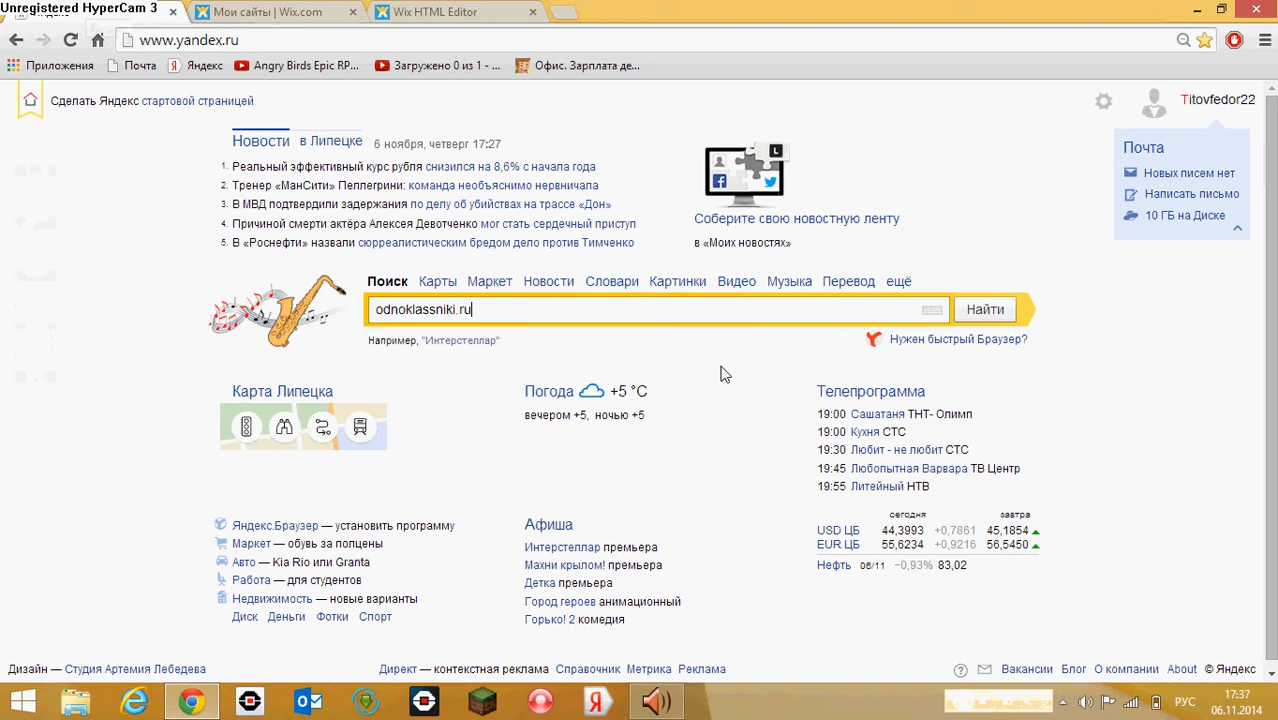 Unregistered HyperCam 3
Мои сайты | Wix.com
Wix HTML Editor
www.yandex.ru
Приложения
Почта
Яндекс
Angry Birds Epic RP...
Загружено 0 из 1 - ...
Офис. Зарплата де...
Сделать Яндекс стартовой страницей
Titovfedor22
Новости
в Липецке
6 ноября, четверг 17:27
1. Реальный эффективный курс рубля снизился на 8,6% с начала года
2. Тренер «МанСити» Пеллегрини: команда необъяснимо нервничала
3. В МВД подтвердили задержания по делу об убийствах на трассе «Дон»
4. Причиной смерти актёра Алексея Девотченко мог стать сердечный приступ
5. В «Роснефти» назвали сюрреалистическим бредом дело против Тимченко
L
Соберите свою новостную ленту
в «Моих новостях»
Почта
Новых писем нет
Написать письмо
10 ГБ на Диске
Поиск Карты Маркет Новости Словари Картинки Видео Музыка Перевод ещё
odnoklassniki.ru
Найти
Например, "Интерстеллар"
Нужен быстрый Браузер?
Карта Липецка
Погода +5 °C
вечером +5, ночью +5
Телепрограмма
19:00 Сашатаня ТНТ- Олимп
19:00 Кухня СТС
19:30 Любит - не любит СТС
19:45 Любопытная Варвара ТВ Центр
19:55 Литейный НТВ
сегодня завтра
USD ЦБ 44,3993 +0,7861 45,1854
EUR ЦБ 55,6234 +0,9216 56,5450
Нефть 06/11 −0,93% 83,02
Яндекс.Браузер — установить программу
Маркет — обувь за полцены
Авто — Kia Rio или Granta
Работа — для студентов
Недвижимость — новые варианты
Диск Деньги Фотки Спорт
Афиша
Интерстеллар премьера
Махни крылом! премьера
Детка премьера
Город героев анимационный
Горько! 2 комедия
Дизайн — Студия Артемия Лебедева
Директ — контекстная реклама Справочник Метрика Реклама
Вакансии Блог О компании About © Яндекс
РУС
17:37
06.11.2014